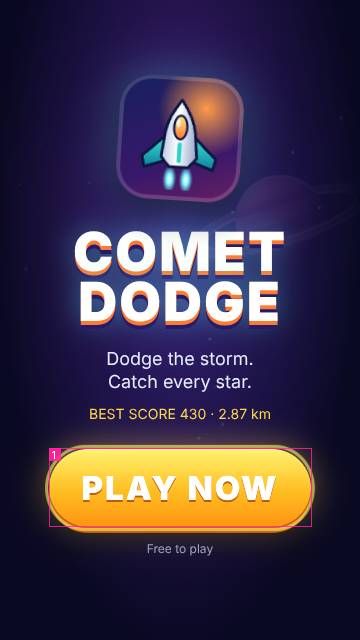 COMET
DODGE
Dodge the storm.
Catch every star.
BEST SCORE 430 · 2.87 km
1
PLAY NOW
Free to play